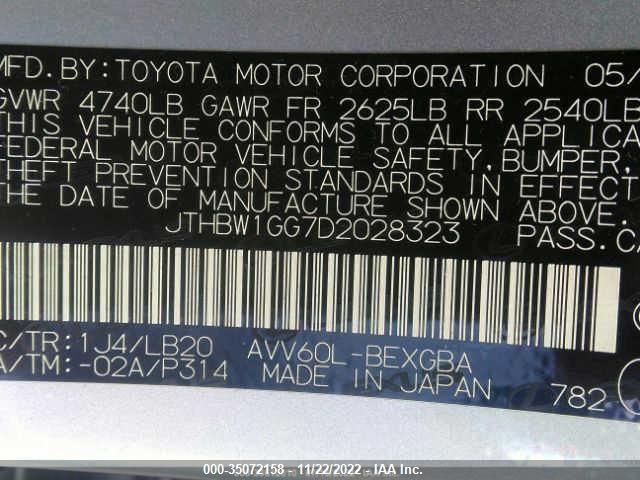 MFD. BY: TOYOTA MOTOR CORPORATION 05/
GVWR 4740LB GAWR FR 2625LB RR 2540LB
THIS VEHICLE CONFORMS TO ALL APPLICA
FEDERAL MOTOR VEHICLE SAFETY, BUMPER,
THEFT PREVENTION STANDARDS IN EFFECT
THE DATE OF MANUFACTURE SHOWN ABOVE.
JTHBW1GG7D2028323 PASS. CA
C/TR: 1J4/LB20 AVV60L-BEXGBA
A/TM: -02A/P314 MADE IN JAPAN 782
000-35072158 - 11/22/2022 - IAA Inc.